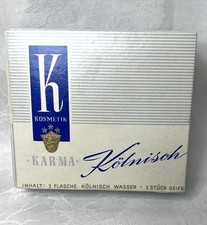 K
KOSMETIK
KARMA
Kölnisch
INHALT: 1 FLASCHE KÖLNISCH WASSER - 1 STÜCK SEIFE